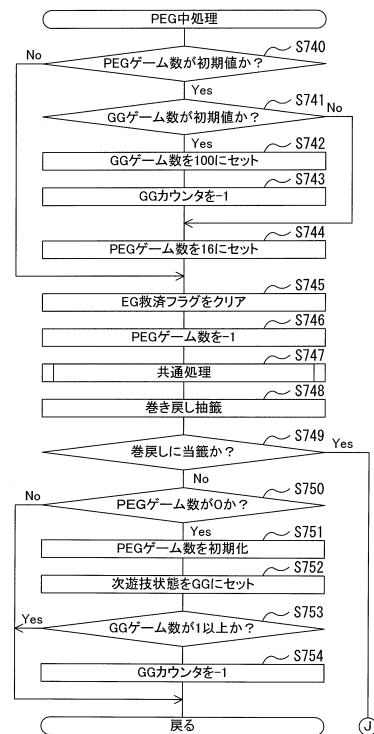 PEG中処理
S740
No
PEGゲーム数が初期値か?
Yes
S741
No
GGゲーム数が初期値か?
Yes
S742
GGゲーム数を100にセット
S743
GGカウンタを-1
S744
PEGゲーム数を16にセット
S745
EG救済フラグをクリア
S746
PEGゲーム数を-1
S747
共通処理
S748
巻き戻し抽籤
S749
Yes
巻戻しに当籤か?
No
S750
No
PEGゲーム数が0か?
Yes
S751
PEGゲーム数を初期化
S752
次遊技状態をGGにセット
S753
Yes
GGゲーム数が1以上か?
S754
GGカウンタを-1
戻る
J